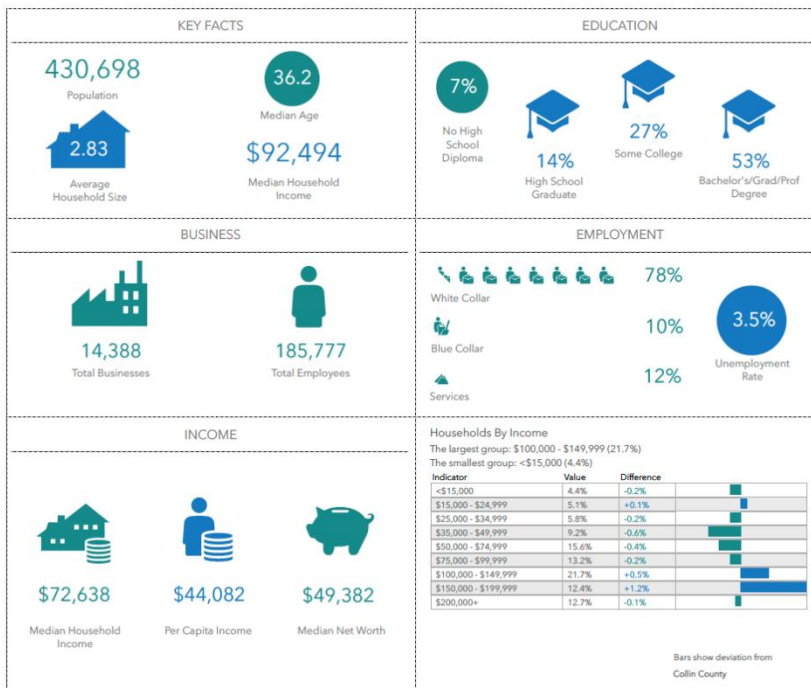 KEY FACTS
430,698
Population
36.2
Median Age
2.83
Average
Household Size
$92,494
Median Household
Income
EDUCATION
7%
No High
School
Diploma
14%
High School
Graduate
27%
Some College
53%
Bachelor's/Grad/Prof
Degree
BUSINESS
14,388
Total Businesses
185,777
Total Employees
EMPLOYMENT
78%
White Collar
10%
Blue Collar
12%
Services
3.5%
Unemployment
Rate
INCOME
$72,638
Median Household
Income
$44,082
Per Capita Income
$49,382
Median Net Worth
Households By Income
The largest group: $100,000 - $149,999 (21.7%)
The smallest group: <$15,000 (4.4%)
Indicator Value Difference
<$15,000 4.4% -0.2%
$15,000 - $24,999 5.1% +0.1%
$25,000 - $34,999 5.8% -0.2%
$35,000 - $49,999 9.2% -0.6%
$50,000 - $74,999 15.6% -0.4%
$75,000 - $99,999 13.2% -0.2%
$100,000 - $149,999 21.7% +0.5%
$150,000 - $199,999 12.4% +1.2%
$200,000+ 12.7% -0.1%
Bars show deviation from
Collin County